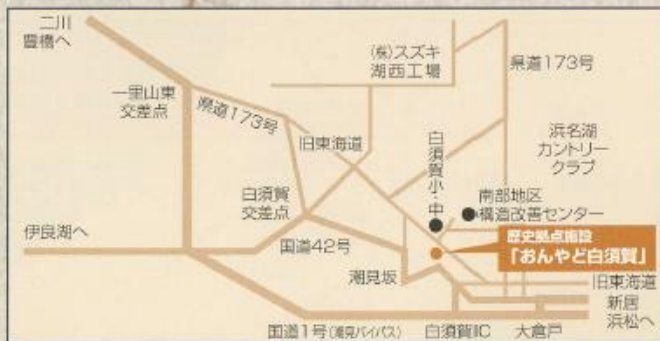 二川
豊橋へ
(株)スズキ
湖西工場
県道173号
一里山東
交差点
県道173号
旧東海道
白須賀小・中
浜名湖
カントリー
クラブ
白須賀
交差点
南部地区
構造改善センター
伊良湖へ
国道42号
歴史拠点施設
「おんやど白須賀」
潮見坂
旧東海道
新居
浜松へ
国道1号(潮見バイパス)
白須賀IC
大倉戸